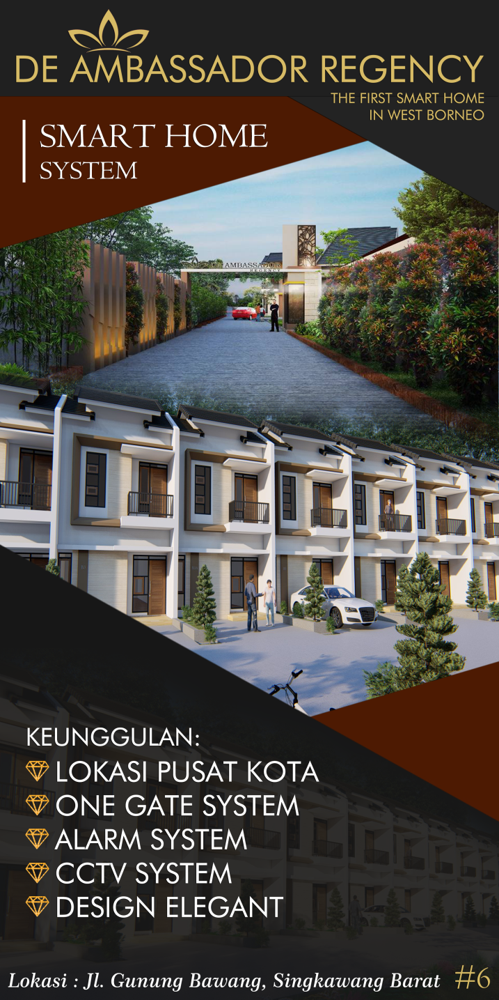 DE AMBASSADOR REGENCY
THE FIRST SMART HOME
IN WEST BORNEO
SMART HOME
SYSTEM
DE AMBASSADOR
REGENCY
KEUNGGULAN:
LOKASI PUSAT KOTA
ONE GATE SYSTEM
ALARM SYSTEM
CCTV SYSTEM
DESIGN ELEGANT
Lokasi : Jl. Gunung Bawang, Singkawang Barat
#6